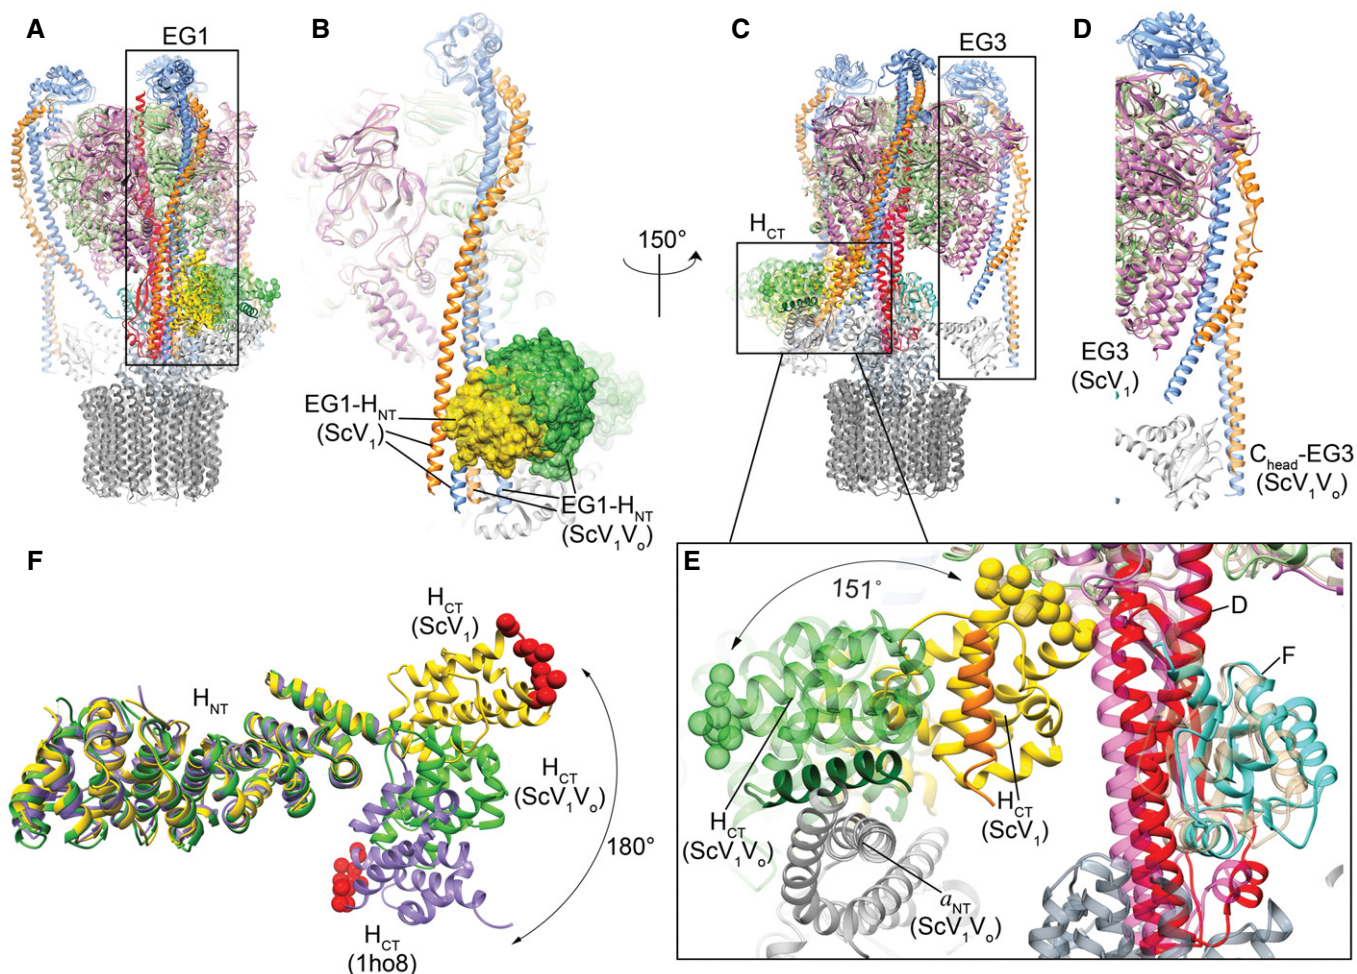 A
EG1
B
EG1-HNT
(ScV1)
EG1-HNT
(ScV1Vo)
150°
C
EG3
HCT
D
EG3
(ScV1)
Chead-EG3
(ScV1Vo)
F
HNT
HCT
(ScV1)
HCT
(ScV1Vo)
180°
HCT
(1ho8)
E
151°
D
F
HCT
(ScV1Vo)
HCT
(ScV1)
aNT
(ScV1Vo)